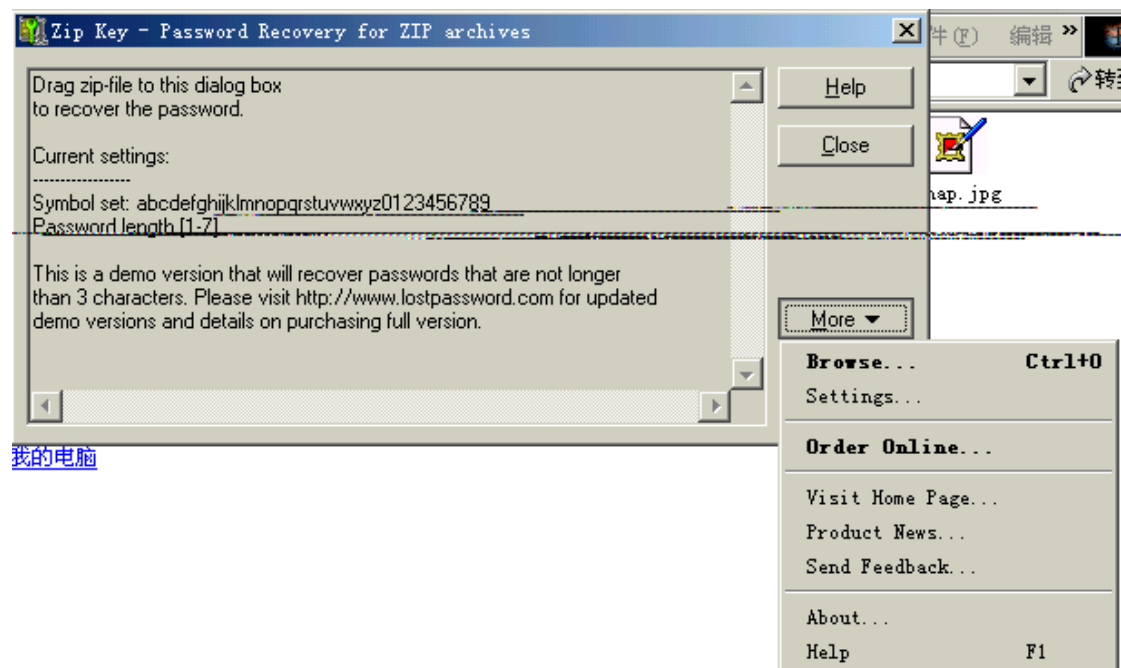 Zip Key - Password Recovery for ZIP archives
Drag zip-file to this dialog box
to recover the password.
Current settings:
-----------------
Symbol set: abcdefghijklmnopqrstuvwxyz0123456789
Password length [1-7]
This is a demo version that will recover passwords that are not longer
than 3 characters. Please visit http://www.lostpassword.com for updated
demo versions and details on purchasing full version.
Help
Close
More
(F) 编辑 »
转
ap.jpg
Browse... Ctrl+O
Settings...
Order Online...
Visit Home Page...
Product News...
Send Feedback...
About...
Help F1
我的电脑